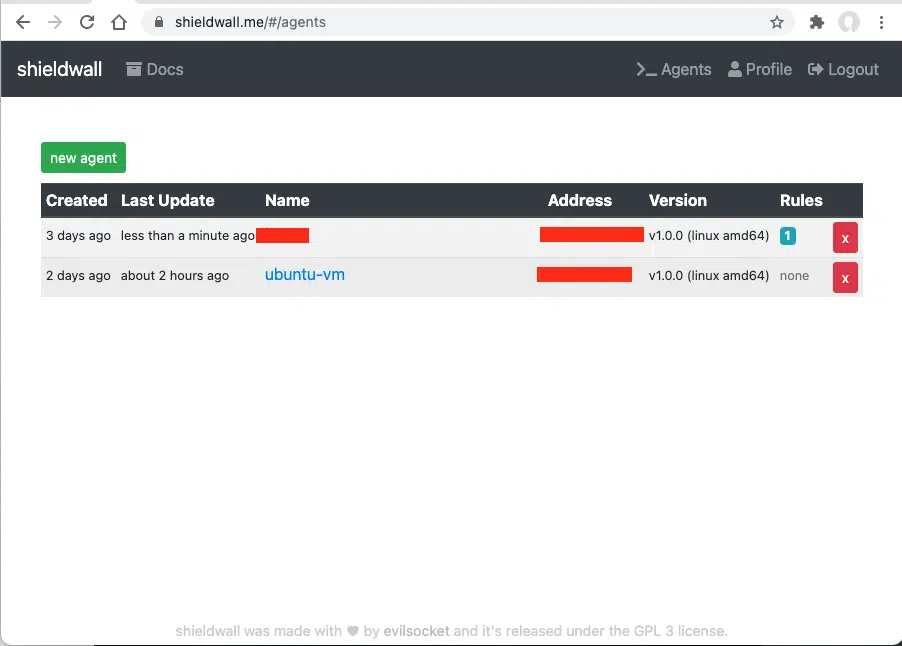 shieldwall.me/#/agents
shieldwall Docs Agents Profile Logout
new agent
Created Last Update Name Address Version Rules
3 days ago less than a minute ago v1.0.0 (linux amd64) 1 x
2 days ago about 2 hours ago ubuntu-vm v1.0.0 (linux amd64) none x
shieldwall was made with ♥ by evilsocket and it's released under the GPL 3 license.